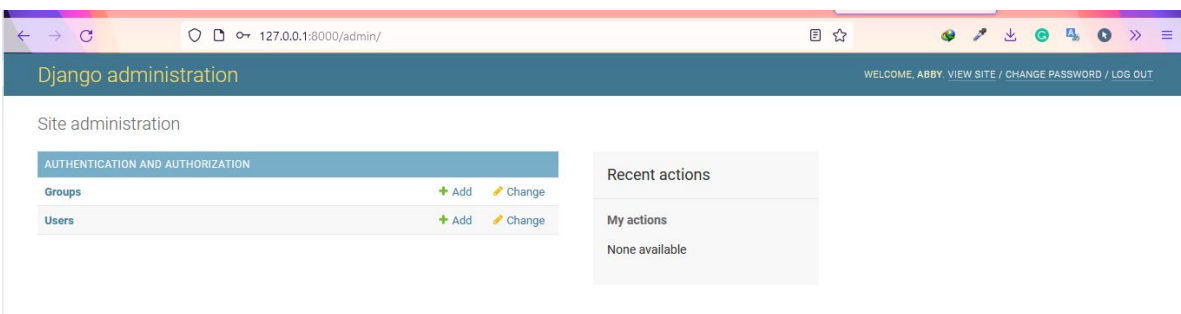 127.0.0.1:8000/admin/
Django administration
WELCOME, ABBY. VIEW SITE / CHANGE PASSWORD / LOG OUT
Site administration
AUTHENTICATION AND AUTHORIZATION
Groups + Add Change
Users + Add Change
Recent actions
My actions
None available